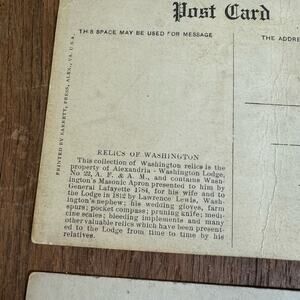 Post Card
THIS SPACE MAY BE USED FOR MESSAGE
THE ADDRE
PRINTED BY GARRETT, PRESS, ALEX., VA. U.S.A.
RELICS OF WASHINGTON
This collection of Washington relics is the
property of Alexandria - Washington Lodge,
No 22, A. F. & A. M., and contains Wash-
ington's Masonic Apron presented to him by
General Lafayette 1784, for his wife and to
the Lodge in 1812 by Lawrence Lewis, Wash-
ington's nephew; his wedding gloves, farm
spurs; pocket compass; pruning knife; medi-
cine scales; bleeding implements and many
other valuable relics which have been present-
ed to the Lodge from time to time by his
relatives.